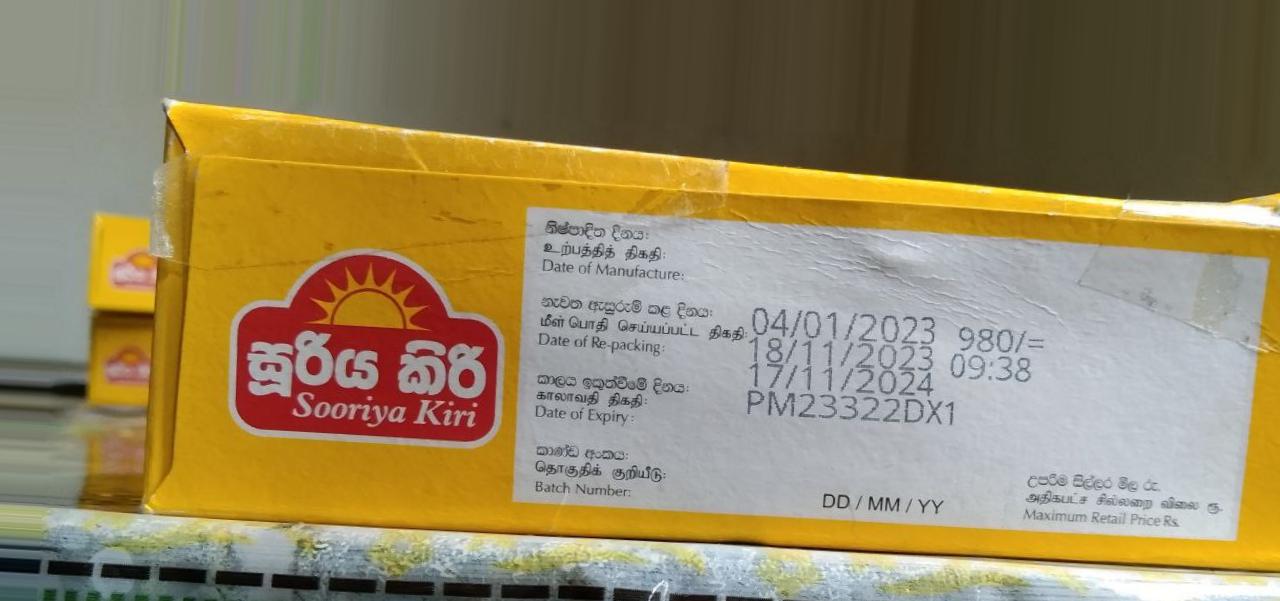 සූරිය කිරි
Sooriya Kiri
නිෂ්පාදිත දිනය:
உற்பத்தித் திகதி:
Date of Manufacture:
නැවත ඇසුරුම් කළ දිනය:
மீள் பொதி செய்யப்பட்ட திகதி:
Date of Re-packing:
කාලය ඉකුත්වීමේ දිනය:
காலாவதி திகதி:
Date of Expiry:
කාණ්ඩ අංකය:
தொகுதிக் குறியீடு:
Batch Number:
04/01/2023 980/=
18/11/2023 09:38
17/11/2024
PM23322DX1
DD / MM / YY
උපරිම සිල්ලර මිල රු.
அதிகபட்ச சில்லறை விலை ரூ.
Maximum Retail Price Rs.